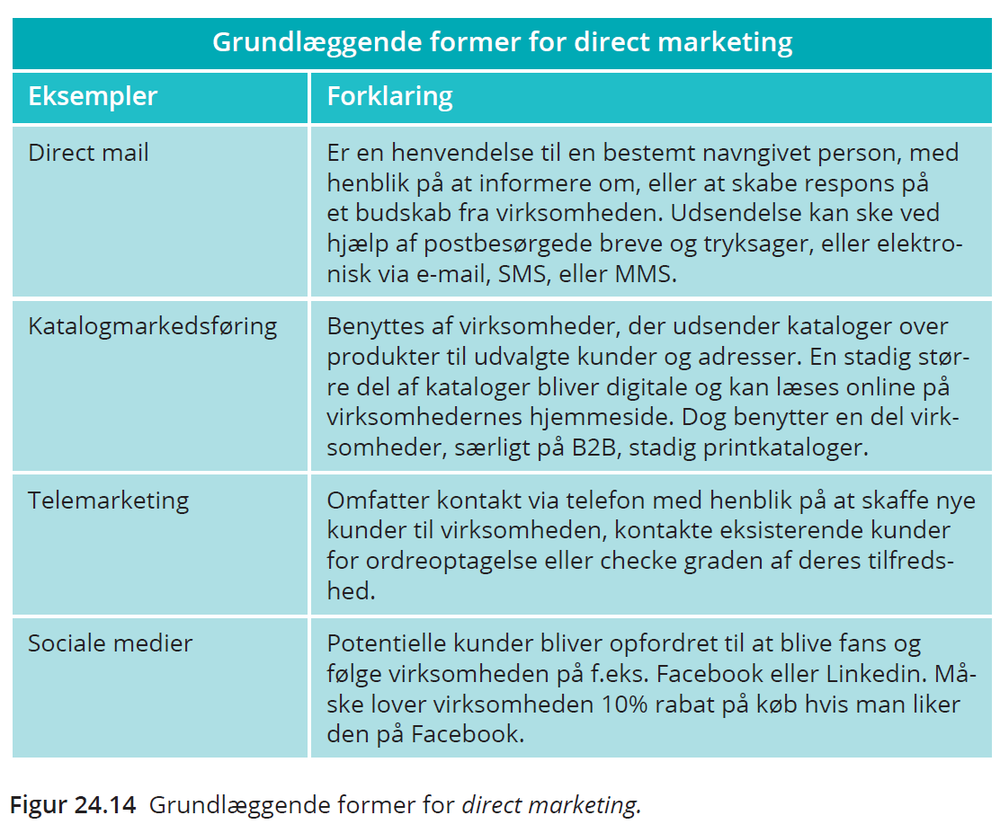 Grundlæggende former for direct marketing
Eksempler
Forklaring
Direct mail
Er en henvendelse til en bestemt navngivet person, med
henblik på at informere om, eller at skabe respons på
et budskab fra virksomheden. Udsendelse kan ske ved
hjælp af postbesørgede breve og tryksager, eller elektro-
nisk via e-mail, SMS, eller MMS.
Katalogmarkedsføring
Benyttes af virksomheder, der udsender kataloger over
produkter til udvalgte kunder og adresser. En stadig stør-
re del af kataloger bliver digitale og kan læses online på
virksomhedernes hjemmeside. Dog benytter en del virk-
somheder, særligt på B2B, stadig printkataloger.
Telemarketing
Omfatter kontakt via telefon med henblik på at skaffe nye
kunder til virksomheden, kontakte eksisterende kunder
for ordreoptagelse eller checke graden af deres tilfreds-
hed.
Sociale medier
Potentielle kunder bliver opfordret til at blive fans og
følge virksomheden på f.eks. Facebook eller Linkedin. Må-
ske lover virksomheden 10% rabat på køb hvis man liker
den på Facebook.
Figur 24.14 Grundlæggende former for direct marketing.